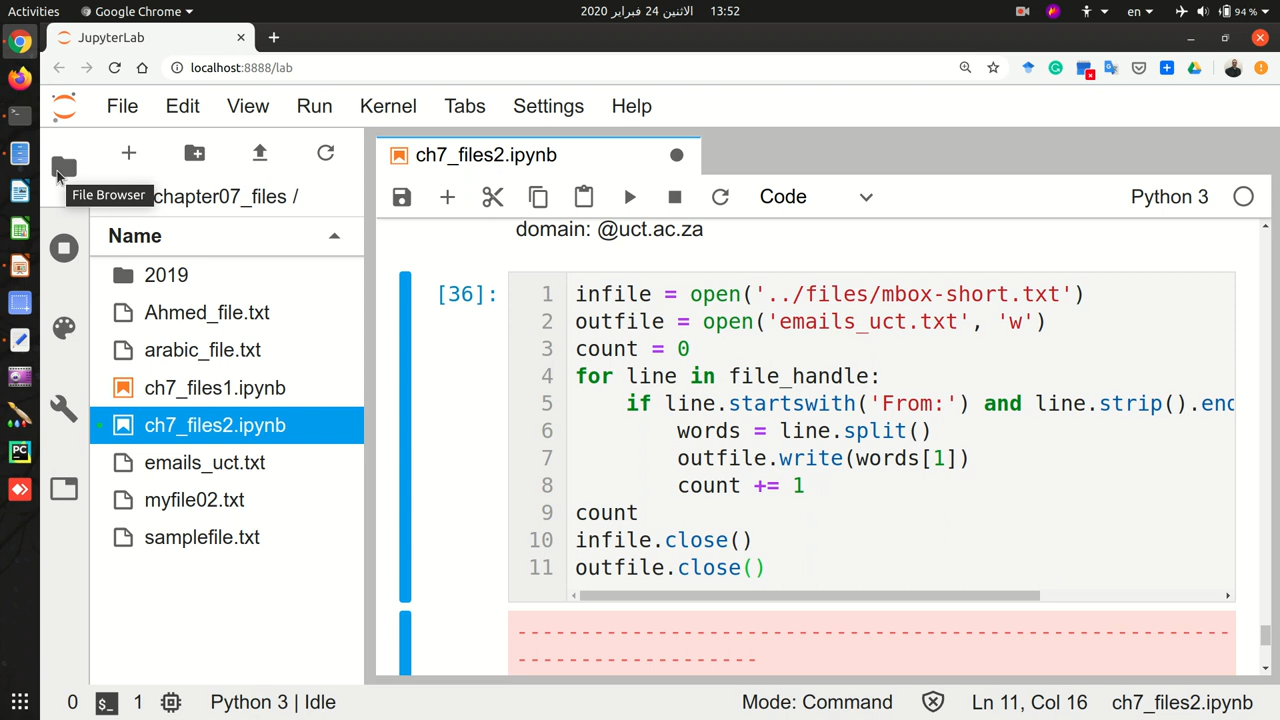 Activities Google Chrome 13:52 الاثنين 24 فبراير 2020 en 94 %
JupyterLab
localhost:8888/lab
File Edit View Run Kernel Tabs Settings Help
ch7_files2.ipynb
File Browser
chapter07_files /
Code Python 3
Name
2019
Ahmed_file.txt
arabic_file.txt
ch7_files1.ipynb
ch7_files2.ipynb
emails_uct.txt
myfile02.txt
samplefile.txt
domain: @uct.ac.za
[36]:
1 infile = open('../files/mbox-short.txt')
2 outfile = open('emails_uct.txt', 'w')
3 count = 0
4 for line in file_handle:
5 if line.startswith('From:') and line.strip().end
6 words = line.split()
7 outfile.write(words[1])
8 count += 1
9 count
10 infile.close()
11 outfile.close()
--------------------------------------------------------
-------------------
PC
0 $_ 1 Python 3 | Idle Mode: Command Ln 11, Col 16 ch7_files2.ipynb